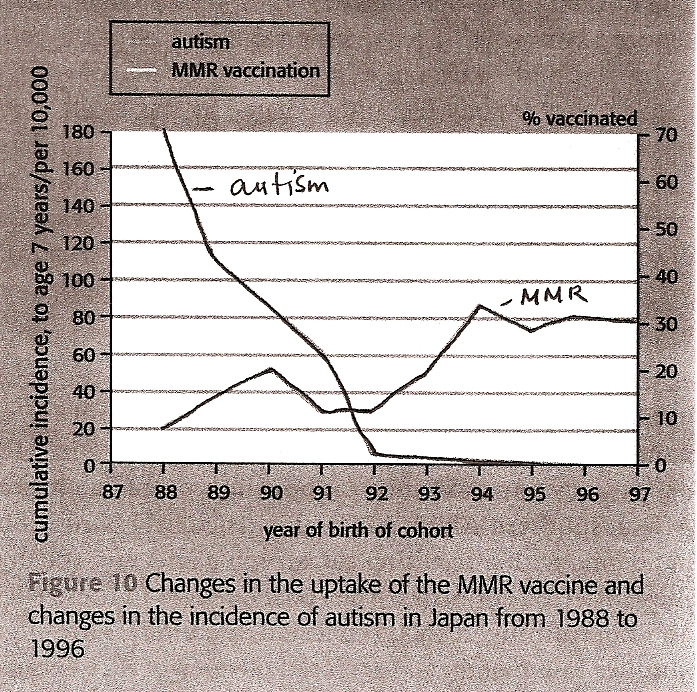 autism
MMR vaccination
cumulative incidence, to age 7 years/per 10,000
% vaccinated
180
160
140
120
100
80
60
40
20
0
70
60
50
40
30
20
10
0
autism
MMR
87 88 89 90 91 92 93 94 95 96 97
year of birth of cohort
Figure 10 Changes in the uptake of the MMR vaccine and
changes in the incidence of autism in Japan from 1988 to
1996